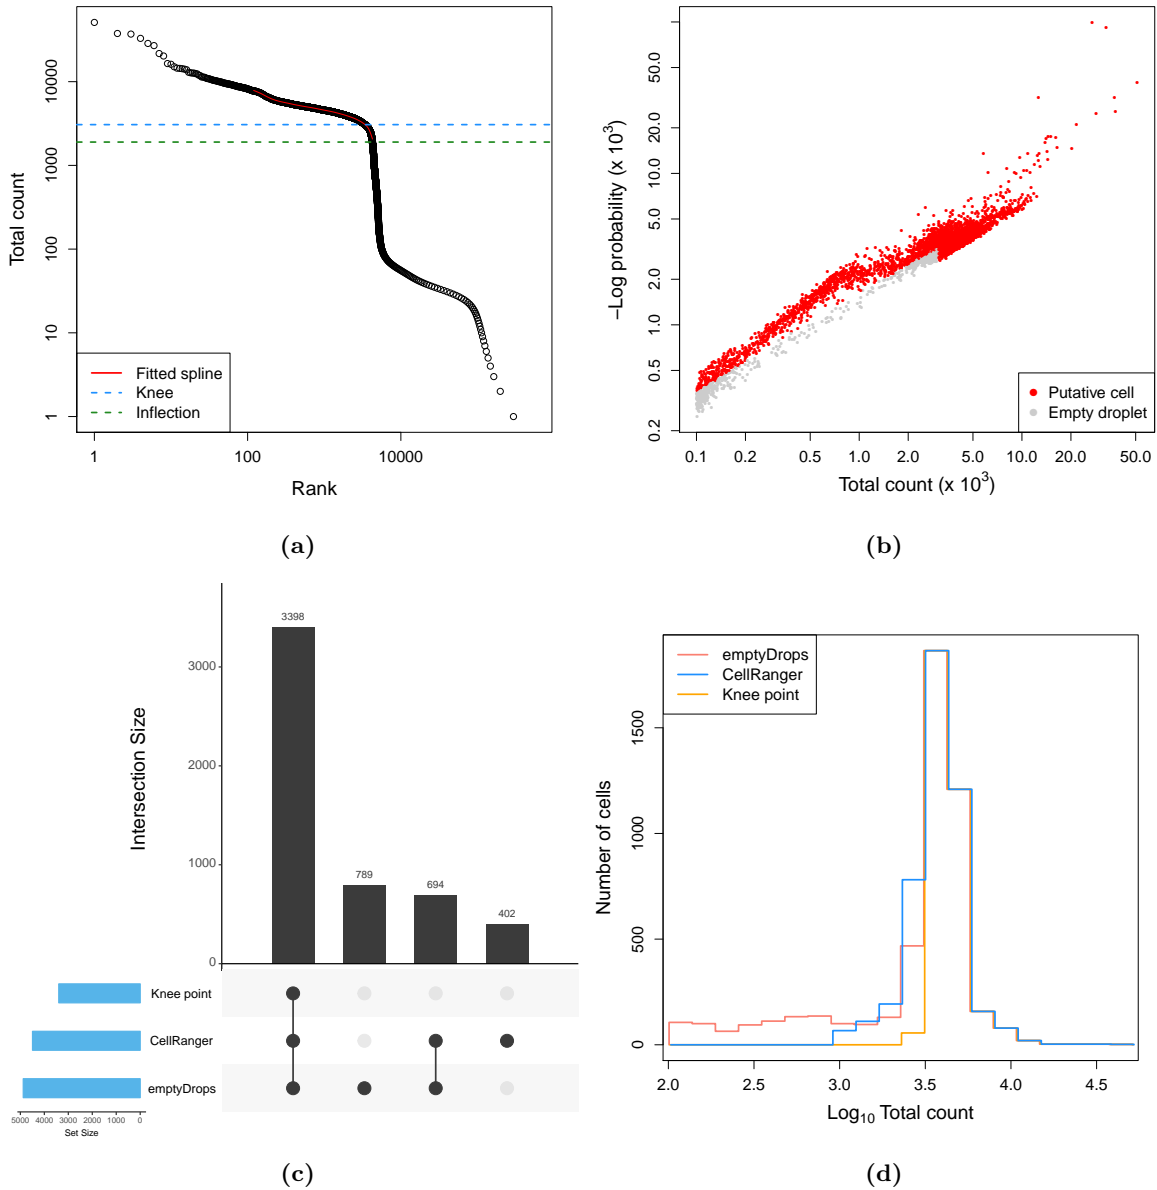 Total count
10000
1000
100
10
1
Fitted spline
Knee
Inflection
1
100
10000
Rank
(a)
−Log probability (x 10³)
50.0
20.0
10.0
5.0
2.0
1.0
0.5
0.2
Putative cell
Empty droplet
0.1
0.2
0.5
1.0
2.0
5.0
10.0
20.0
50.0
Total count (x 10³)
(b)
Intersection Size
3000
2000
1000
0
3398
789
694
402
Knee point
CellRanger
emptyDrops
5000
4000
3000
2000
1000
0
Set Size
(c)
emptyDrops
CellRanger
Knee point
Number of cells
1500
1000
500
0
2.0
2.5
3.0
3.5
4.0
4.5
Log₁₀ Total count
(d)